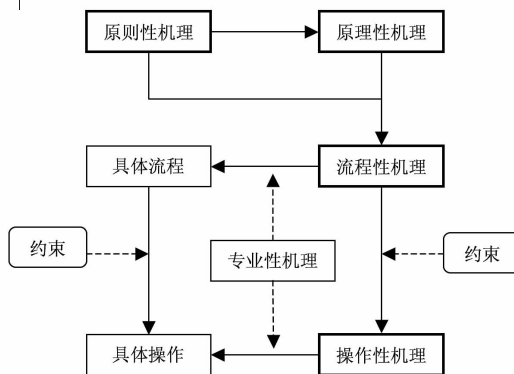 原则性机理
原理性机理
具体流程
流程性机理
约束
专业性机理
约束
具体操作
操作性机理